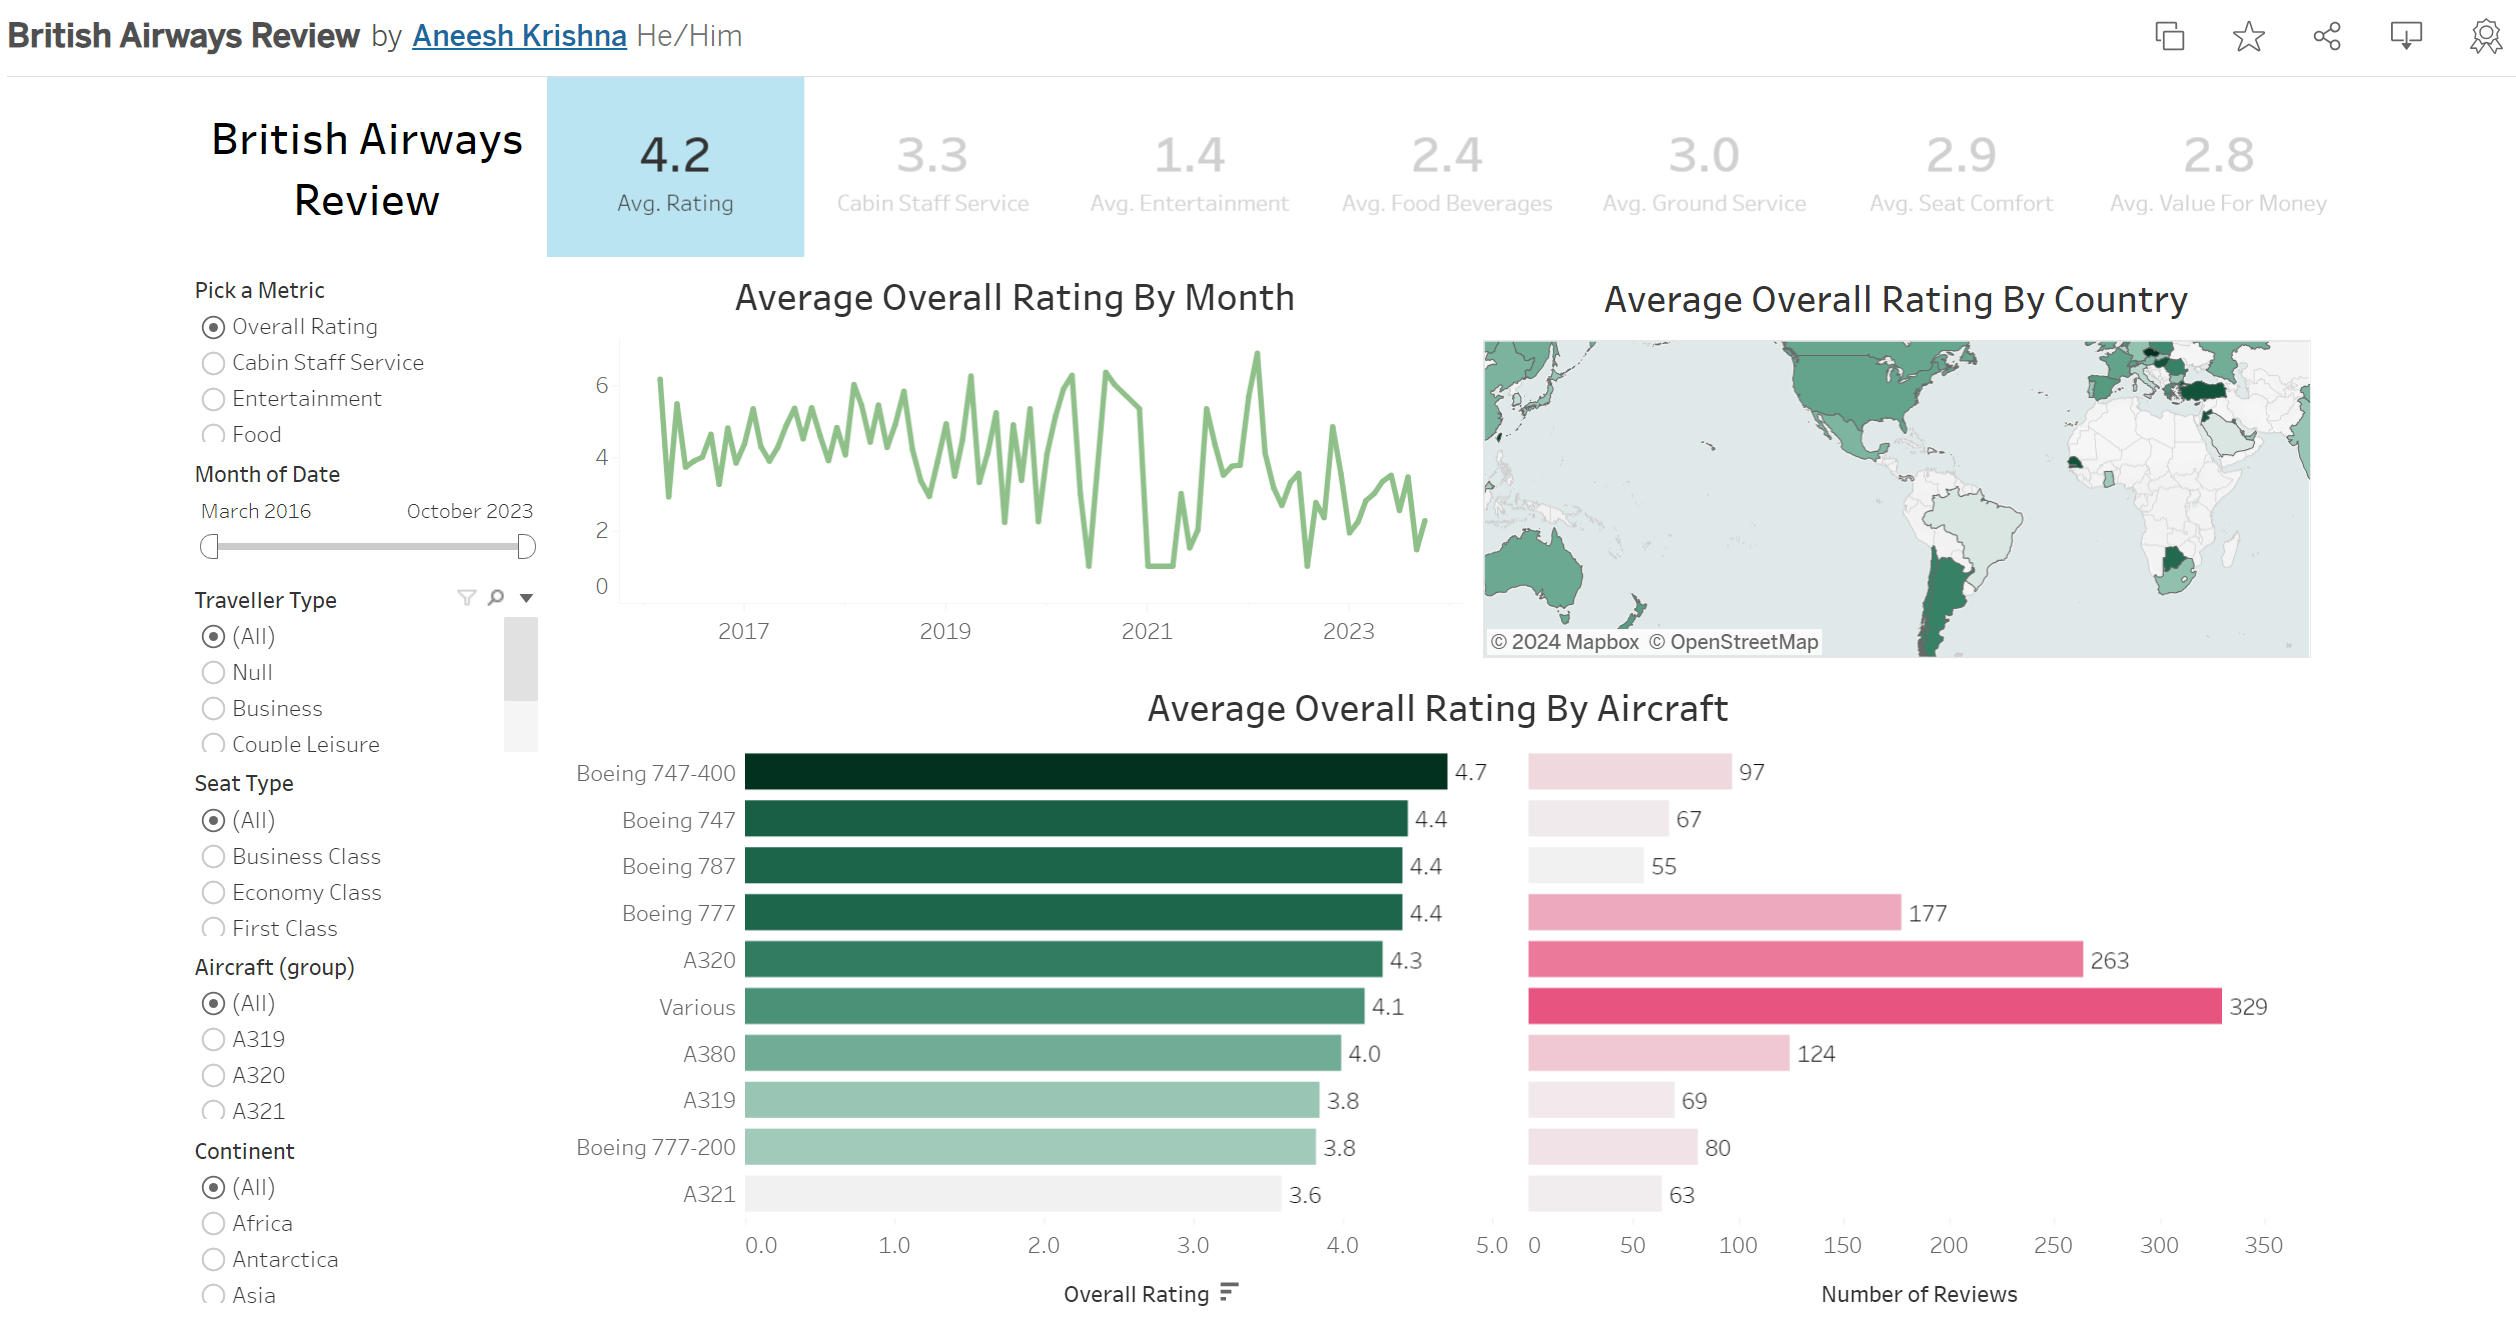 British Airways Review by Aneesh Krishna He/Him
British Airways
Review
4.2
Avg. Rating
3.3
Cabin Staff Service
1.4
Avg. Entertainment
2.4
Avg. Food Beverages
3.0
Avg. Ground Service
2.9
Avg. Seat Comfort
2.8
Avg. Value For Money
Pick a Metric
Overall Rating
Cabin Staff Service
Entertainment
Food
Month of Date
March 2016 October 2023
Traveller Type
(All)
Null
Business
Couple Leisure
Seat Type
(All)
Business Class
Economy Class
First Class
Aircraft (group)
(All)
A319
A320
A321
Continent
(All)
Africa
Antarctica
Asia
Average Overall Rating By Month
6
4
2
0
2017 2019 2021 2023
Average Overall Rating By Country
© 2024 Mapbox © OpenStreetMap
Average Overall Rating By Aircraft
Boeing 747-400 4.7 97
Boeing 747 4.4 67
Boeing 787 4.4 55
Boeing 777 4.4 177
A320 4.3 263
Various 4.1 329
A380 4.0 124
A319 3.8 69
Boeing 777-200 3.8 80
A321 3.6 63
0.0 1.0 2.0 3.0 4.0 5.0 0 50 100 150 200 250 300 350
Overall Rating Number of Reviews